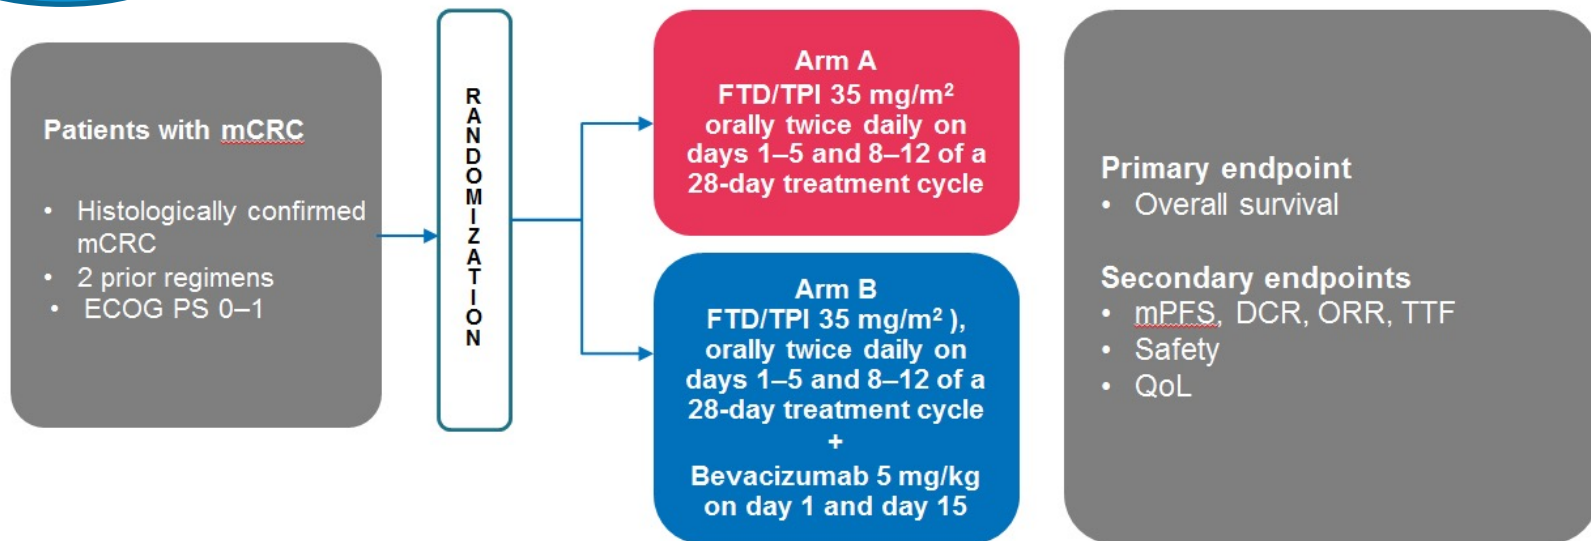 Patients with mCRC
• Histologically confirmed
mCRC
• 2 prior regimens
• ECOG PS 0–1
RANDOMIZATION
Arm A
FTD/TPI 35 mg/m²
orally twice daily on
days 1–5 and 8–12 of a
28-day treatment cycle
Arm B
FTD/TPI 35 mg/m² ),
orally twice daily on
days 1–5 and 8–12 of a
28-day treatment cycle
+
Bevacizumab 5 mg/kg
on day 1 and day 15
Primary endpoint
• Overall survival
Secondary endpoints
• mPFS, DCR, ORR, TTF
• Safety
• QoL